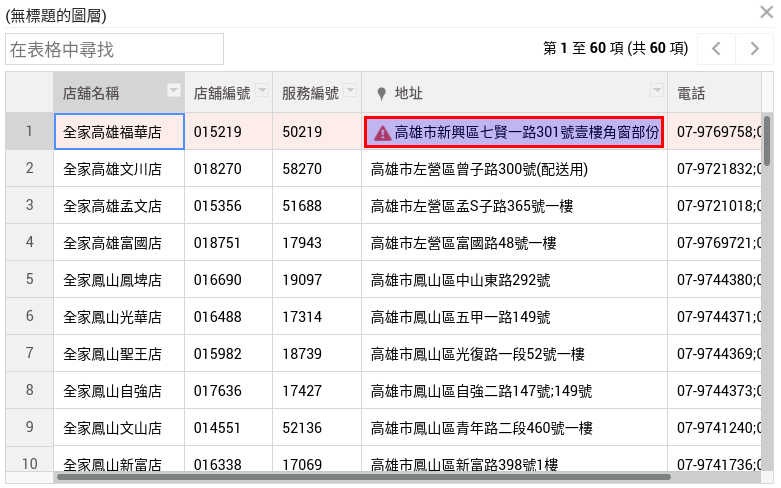 (無標題的圖層)
在表格中尋找 第 1 至 60 項 (共 60 項)
店舖名稱 店舖編號 服務編號 地址 電話
1 全家高雄福華店 015219 50219 高雄市新興區七賢一路301號壹樓角窗部份 07-9769758;0
2 全家高雄文川店 018270 58270 高雄市左營區曾子路300號(配送用) 07-9721832;0
3 全家高雄孟文店 015356 51688 高雄市左營區孟S子路365號一樓 07-9721018;0
4 全家高雄富國店 018751 17943 高雄市左營區富國路48號一樓 07-9769721;0
5 全家鳳山鳳埤店 016690 19097 高雄市鳳山區中山東路292號 07-9744380;0
6 全家鳳山光華店 016488 17314 高雄市鳳山區五甲一路149號 07-9744371;0
7 全家鳳山聖王店 015982 18739 高雄市鳳山區光復路一段52號一樓 07-9744369;0
8 全家鳳山自強店 017636 17427 高雄市鳳山區自強二路147號;149號 07-9744373;0
9 全家鳳山文山店 014551 52136 高雄市鳳山區青年路二段460號一樓 07-9741240;0
10 全家鳳山新富店 016338 17069 高雄市鳳山區新富路398號1樓 07-9741736;0